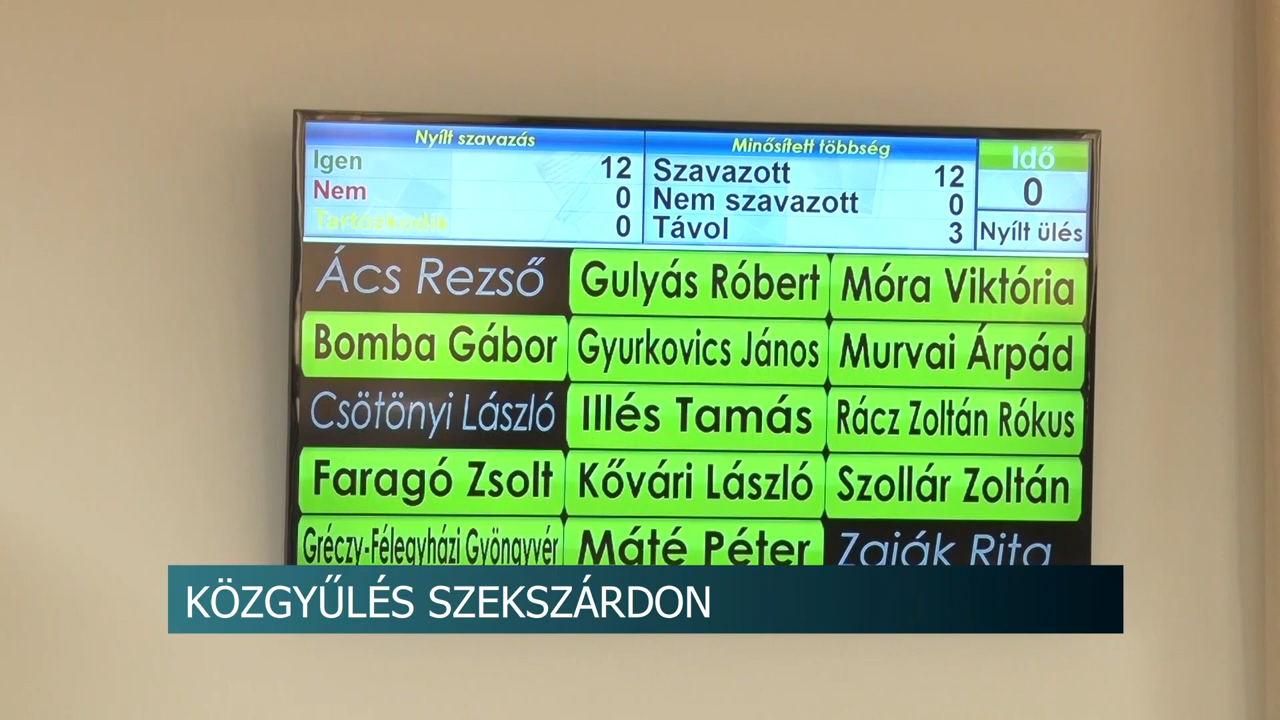 Nyílt szavazás
Igen 12
Nem 0
Tartózkodik 0
Minősített többség
Szavazott 12
Nem szavazott 0
Távol 3
Idő
0
Nyílt ülés
Ács Rezső Gulyás Róbert Móra Viktória
Bomba Gábor Gyurkovics János Murvai Árpád
Csötönyi László Illés Tamás Rácz Zoltán Rókus
Faragó Zsolt Kővári László Szollár Zoltán
Gréczy-Félegyházi Gyöngyvér Máté Péter Zaják Rita
KÖZGYŰLÉS SZEKSZÁRDON